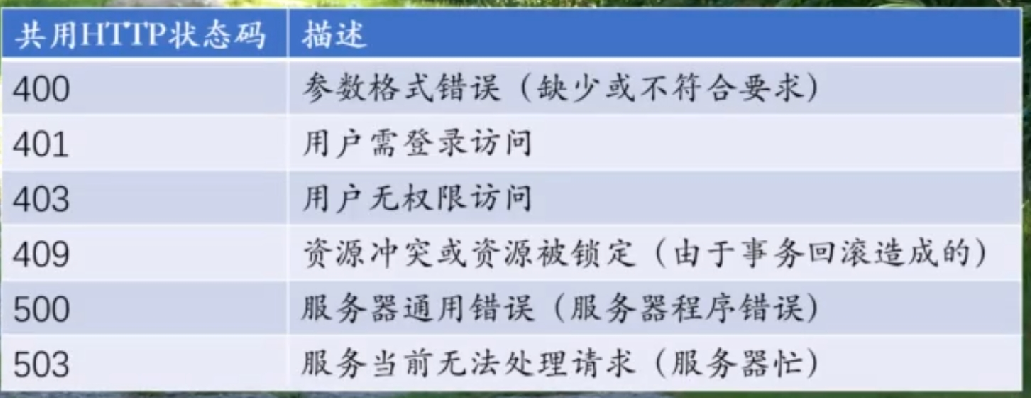 共用HTTP状态码 描述
400 参数格式错误（缺少或不符合要求）
401 用户需登录访问
403 用户无权限访问
409 资源冲突或资源被锁定（由于事务回滚造成的）
500 服务器通用错误（服务器程序错误）
503 服务当前无法处理请求（服务器忙）